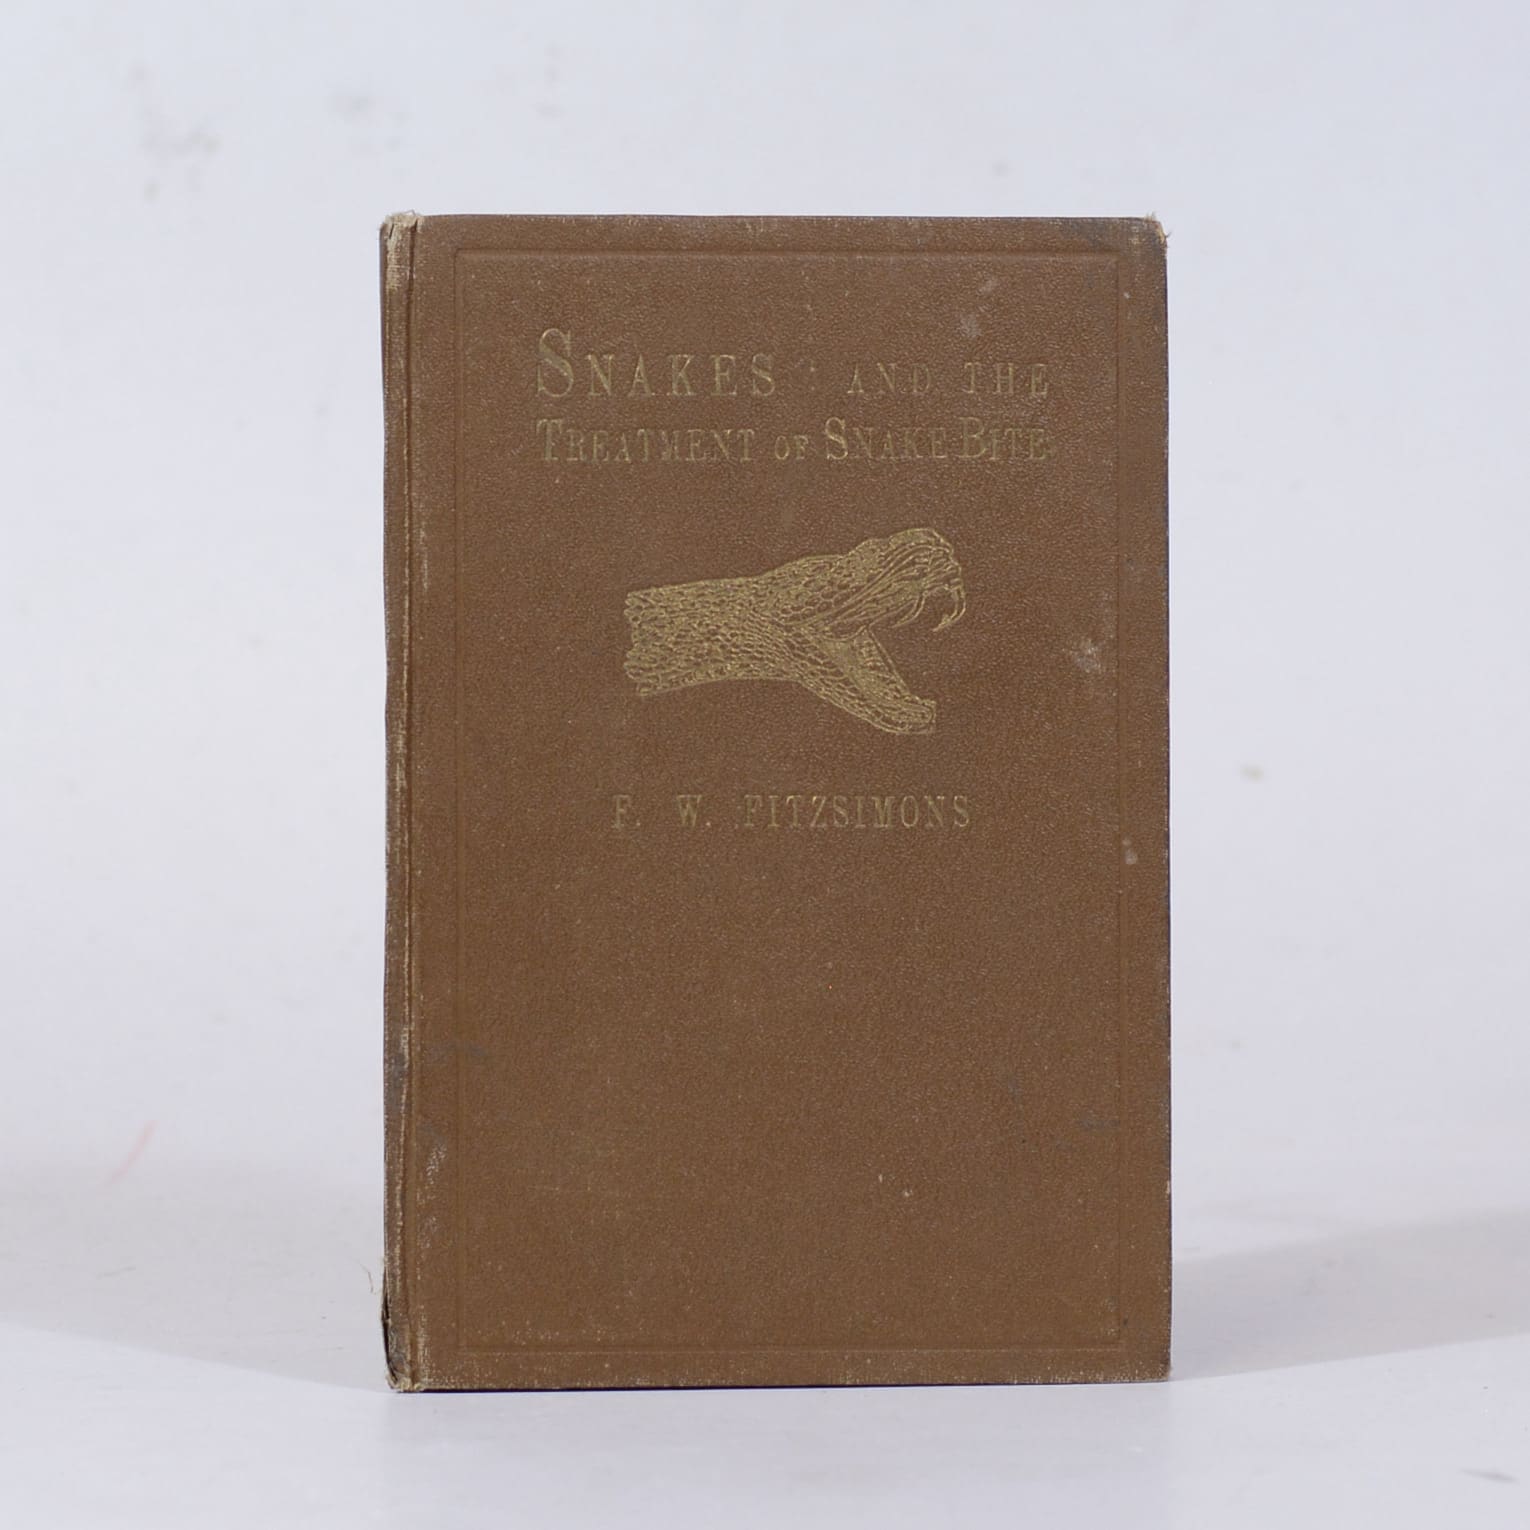 SNAKES : AND THE
TREATMENT OF SNAKE BITE
F. W. FITZSIMONS